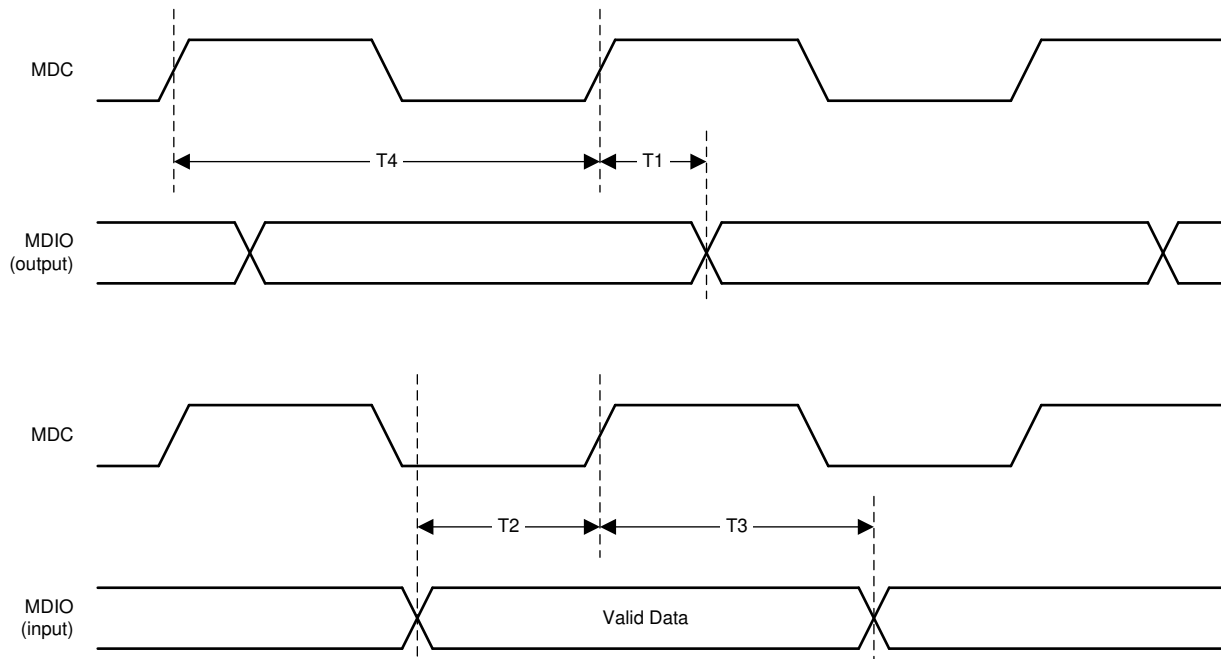 MDC
T4
T1
MDIO
(output)
MDC
T2
T3
MDIO
(input)
Valid Data